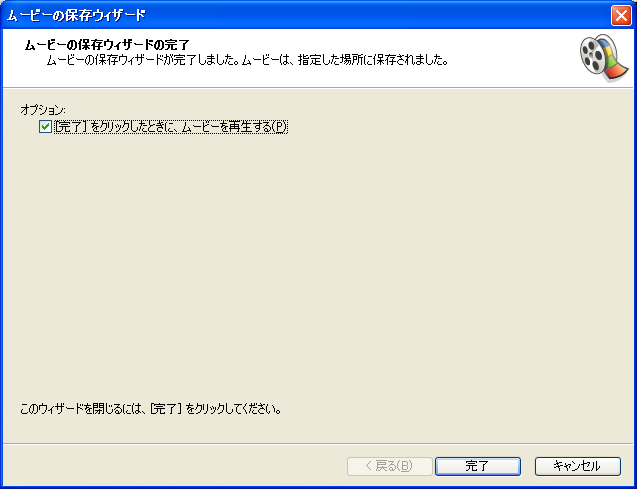 ムービーの保存ウィザード
ムービーの保存ウィザードの完了
ムービーの保存ウィザードが完了しました。ムービーは、指定した場所に保存されました。
オプション:
[完了] をクリックしたときに、ムービーを再生する(P)
このウィザードを閉じるには、[完了] をクリックしてください。
< 戻る(B)
完了
キャンセル